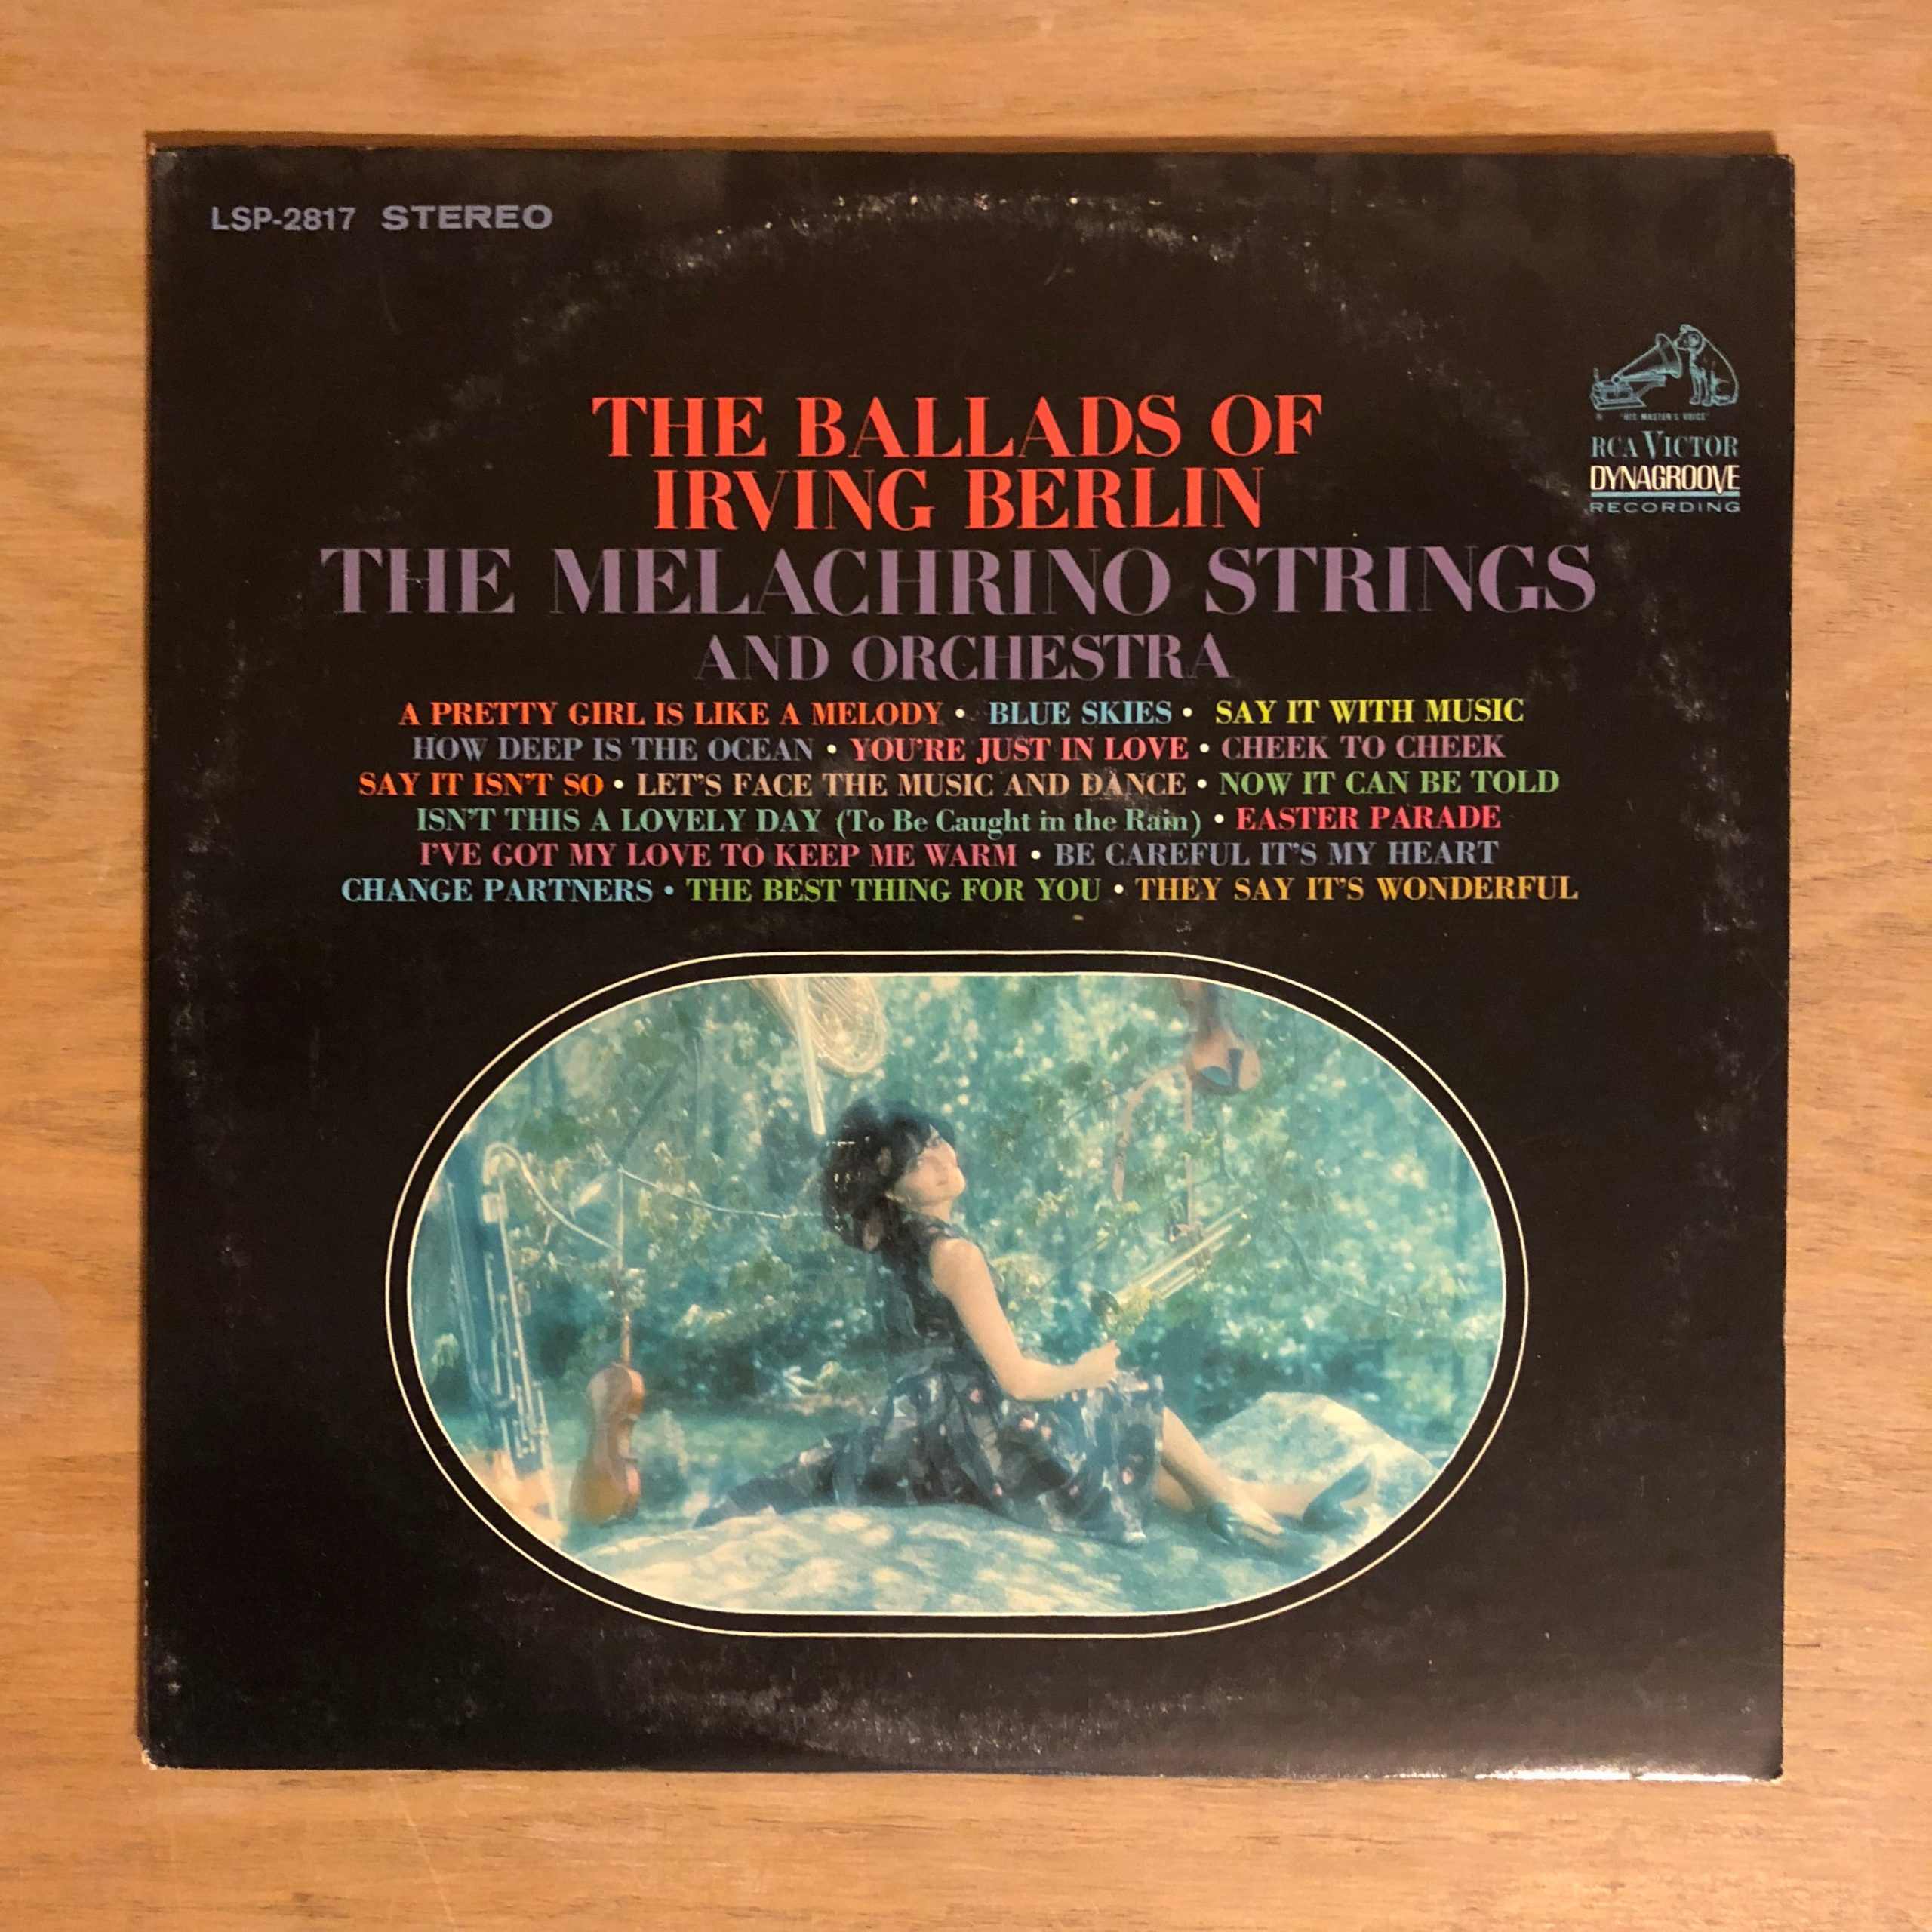 LSP-2817 STEREO
"HIS MASTER'S VOICE"
RCA VICTOR
DYNAGROOVE
RECORDING
THE BALLADS OF
IRVING BERLIN
THE MELACHRINO STRINGS
AND ORCHESTRA
A PRETTY GIRL IS LIKE A MELODY • BLUE SKIES • SAY IT WITH MUSIC
HOW DEEP IS THE OCEAN • YOU'RE JUST IN LOVE • CHEEK TO CHEEK
SAY IT ISN'T SO • LET'S FACE THE MUSIC AND DANCE • NOW IT CAN BE TOLD
ISN'T THIS A LOVELY DAY (To Be Caught in the Rain) • EASTER PARADE
I'VE GOT MY LOVE TO KEEP ME WARM • BE CAREFUL IT'S MY HEART
CHANGE PARTNERS • THE BEST THING FOR YOU • THEY SAY IT'S WONDERFUL